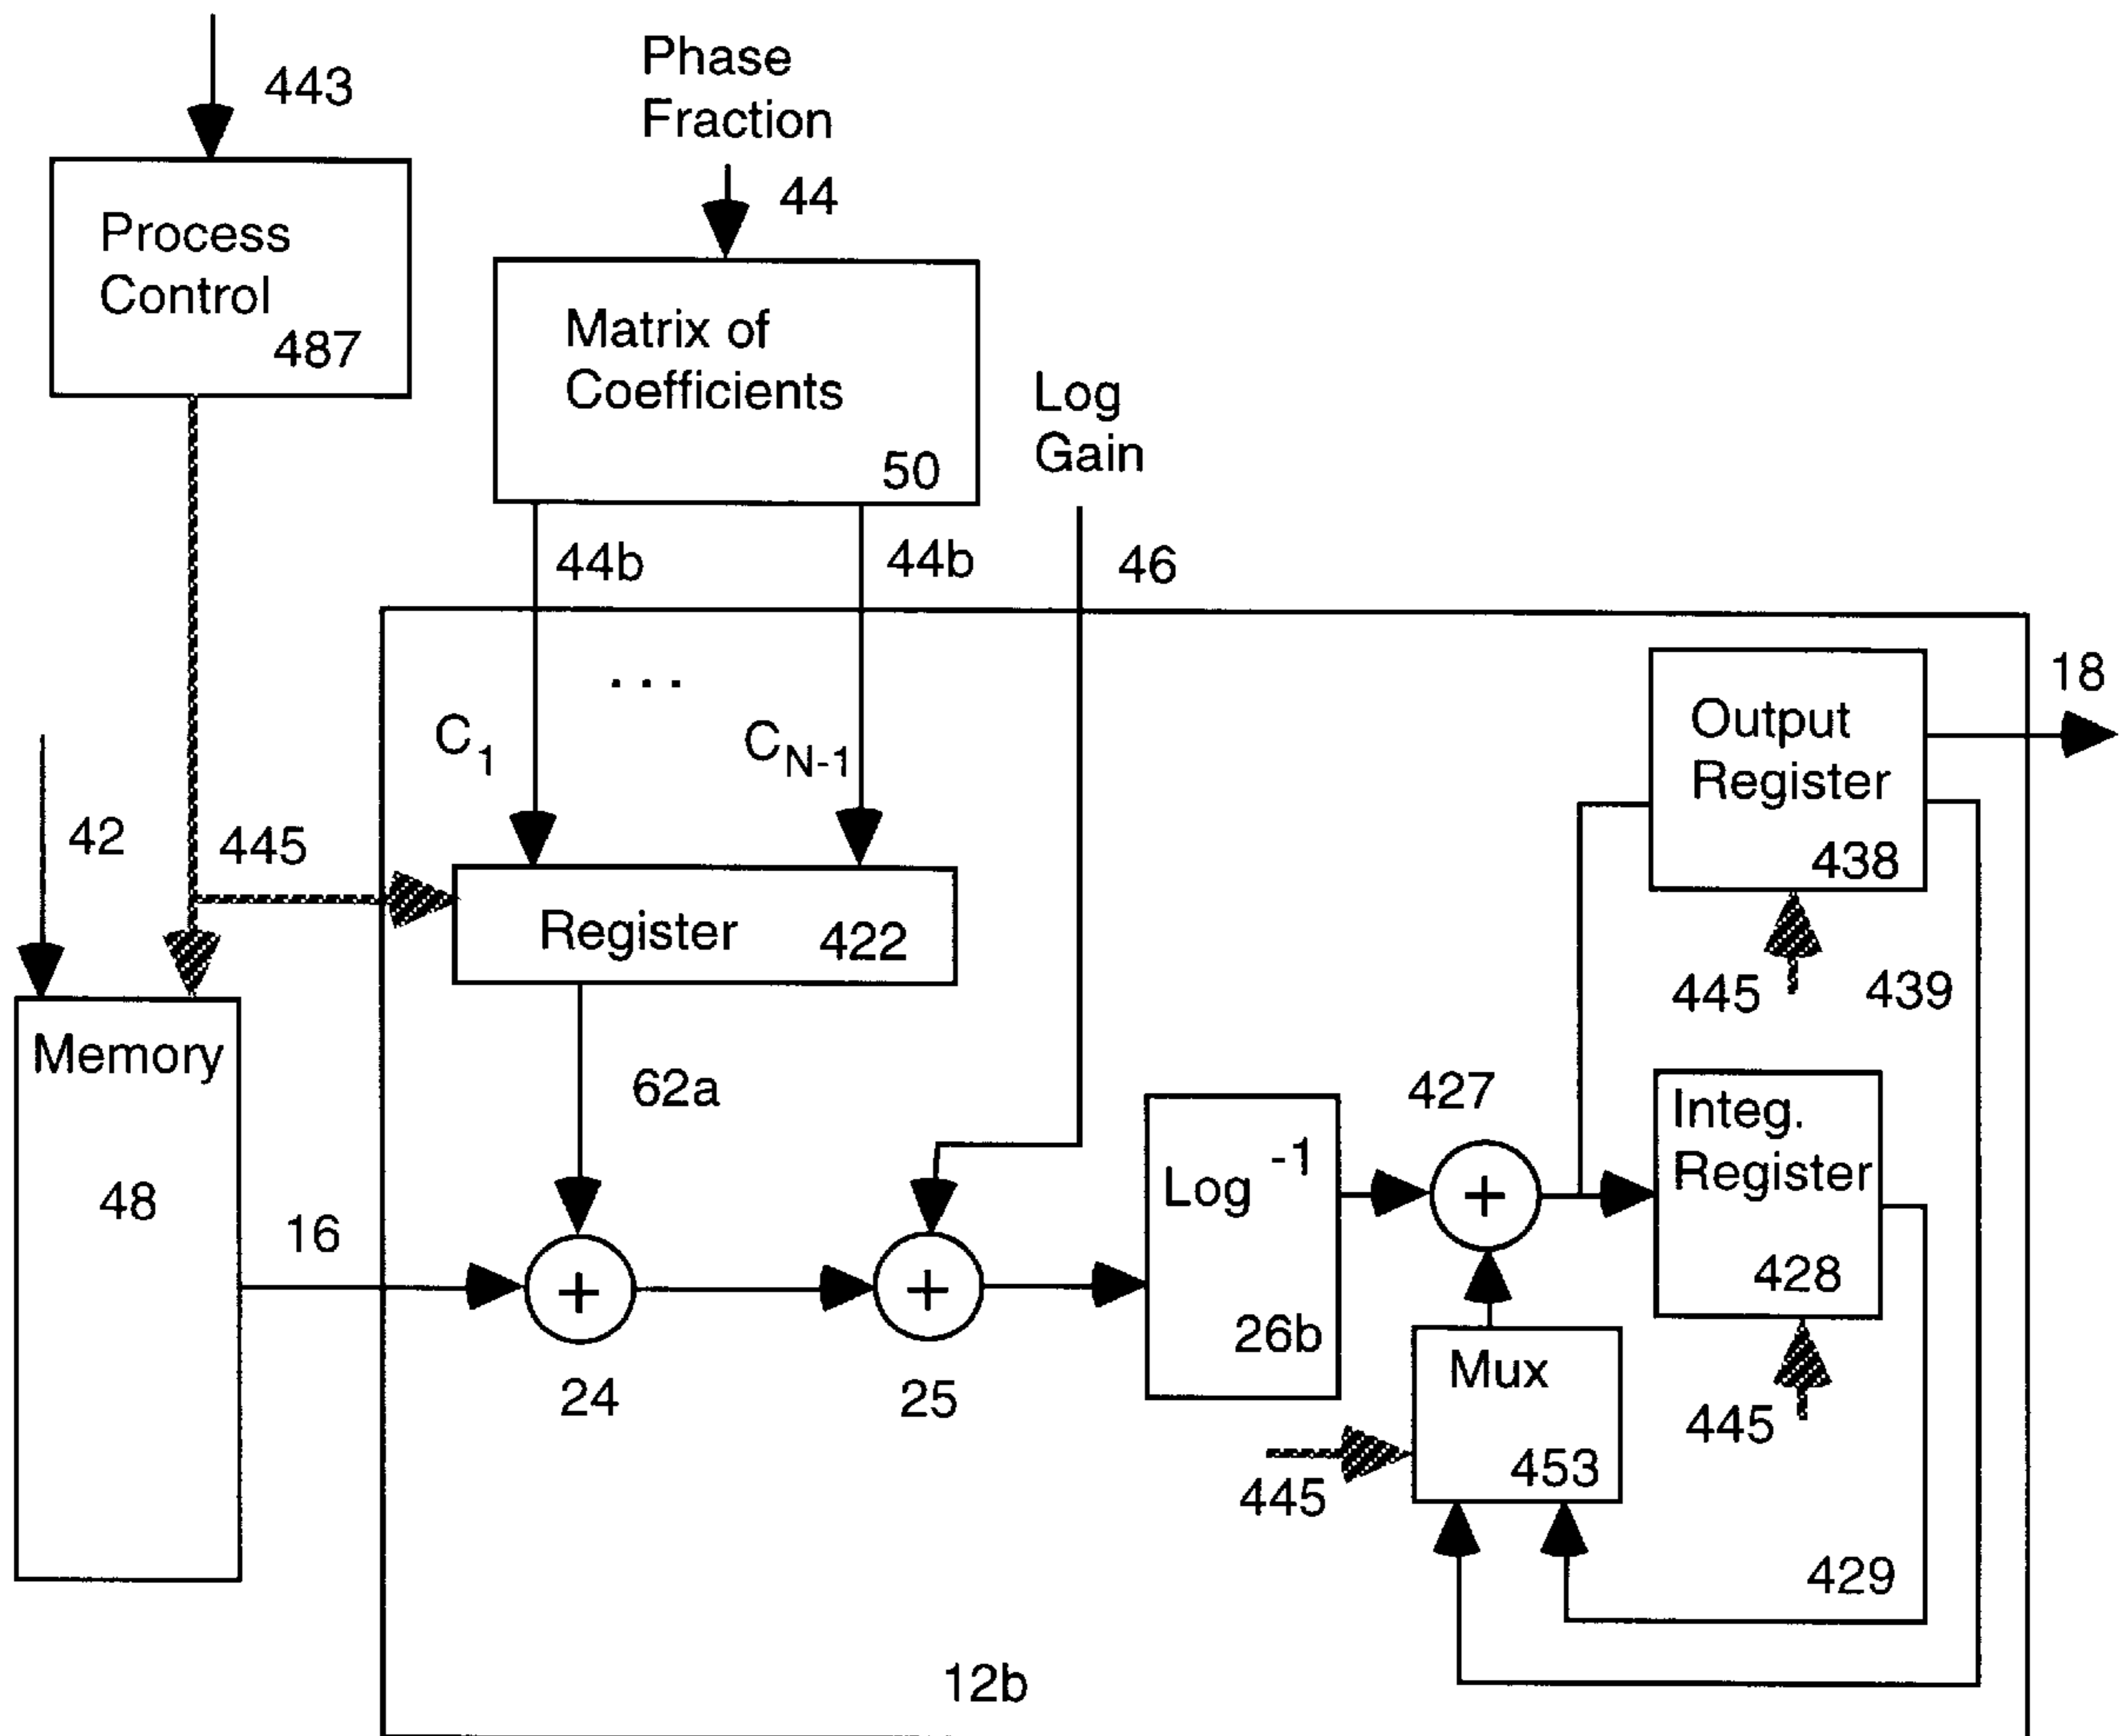 443
Phase
Fraction
44
Process
Control
487
Matrix of
Coefficients
50
Log
Gain
44b
44b
46
...
C1
CN-1
18
Output
Register
438
42
445
Register
422
445
439
Memory
48
62a
427
Integ.
Register
428
16
Log -1
26b
24
25
Mux
453
445
445
429
12b